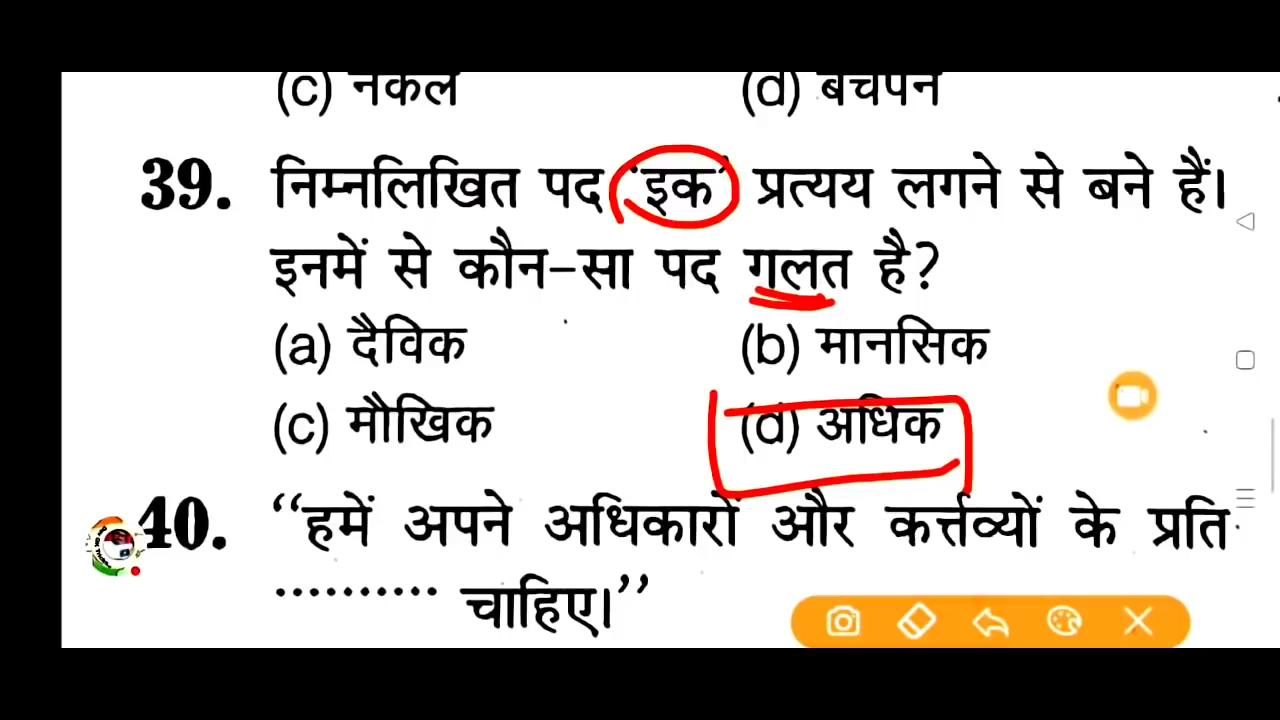 (c) नकल (d) बचपन
39. निम्नलिखित पद 'इक' प्रत्यय लगने से बने हैं।
इनमें से कौन-सा पद गलत है?
(a) दैविक (b) मानसिक
(c) मौखिक (d) अधिक
40. “हमें अपने अधिकारों और कर्त्तव्यों के प्रति
.......... चाहिए।”